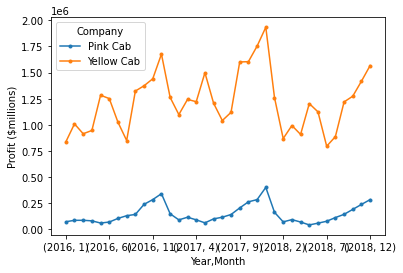 1e6
Company
Pink Cab
Yellow Cab
2.00
1.75
1.50
1.25
1.00
0.75
0.50
0.25
0.00
Profit ($millions)
(2016, 1) (2016, 6) (2016, 11) (2017, 4) (2017, 9) (2018, 2) (2018, 7) (2018, 12)
Year,Month